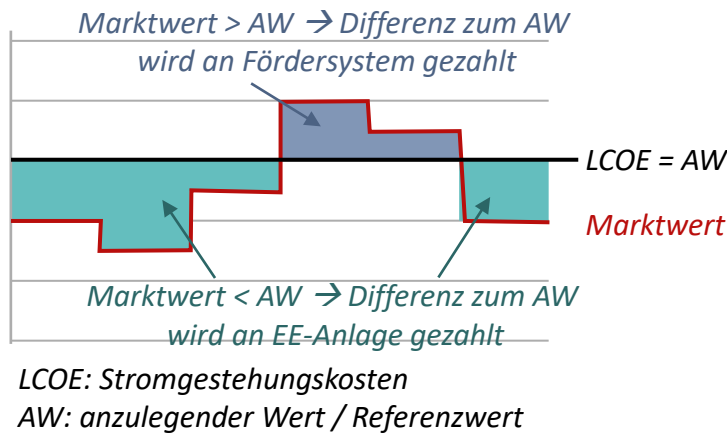 Marktwert > AW → Differenz zum AW
wird an Fördersystem gezahlt
LCOE = AW
Marktwert
Marktwert < AW → Differenz zum AW
wird an EE-Anlage gezahlt
LCOE: Stromgestehungskosten
AW: anzulegender Wert / Referenzwert